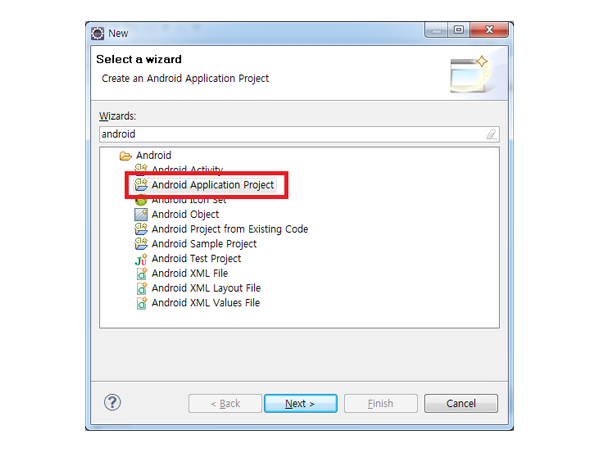 New
Select a wizard
Create an Android Application Project
Wizards:
android
Android
Android Activity
Android Application Project
Android Icon Set
Android Object
Android Project from Existing Code
Android Sample Project
Android Test Project
Android XML File
Android XML Layout File
Android XML Values File
< Back Next > Finish Cancel